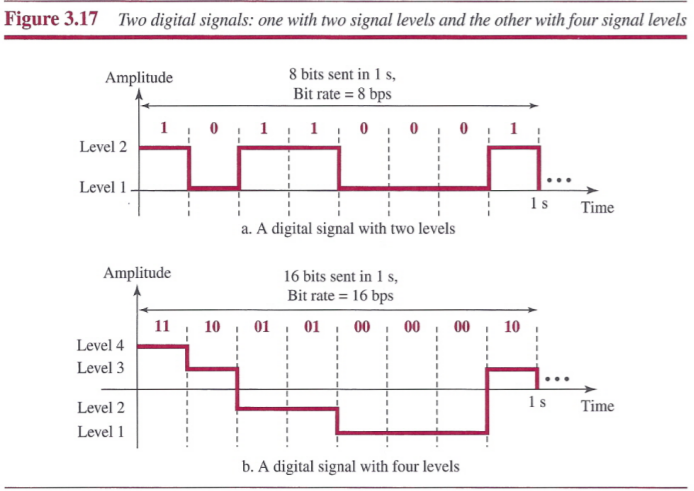 Figure 3.17 Two digital signals: one with two signal levels and the other with four signal levels
Amplitude
8 bits sent in 1 s,
Bit rate = 8 bps
1 0 1 1 0 0 0 1
Level 2
Level 1
...
1 s
Time
a. A digital signal with two levels
Amplitude
16 bits sent in 1 s,
Bit rate = 16 bps
11 10 01 01 00 00 00 10
Level 4
Level 3
...
Level 2
1 s
Time
Level 1
b. A digital signal with four levels